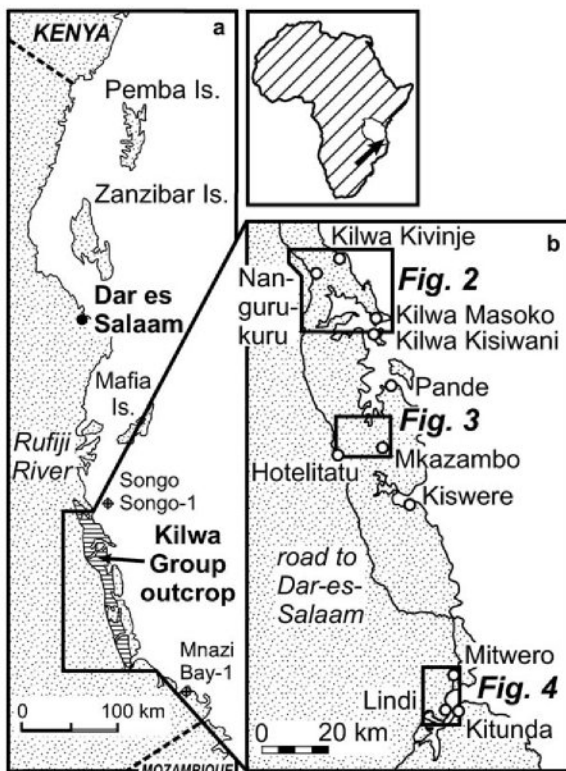 KENYA
a
Pemba Is.
Zanzibar Is.
Dar es
Salaam
Mafia
Is.
Rufiji
River
Songo
Songo-1
Kilwa
Group
outcrop
Mnazi
Bay-1
0 100 km
MOZAMBIQUE
b
Kilwa Kivinje
Nan-
guru-
kuru
Fig. 2
Kilwa Masoko
Kilwa Kisiwani
Pande
Fig. 3
Hotelitatu
Mkazambo
Kiswere
road to
Dar-es-
Salaam
Mitwero
Lindi
Fig. 4
Kitunda
0 20 km